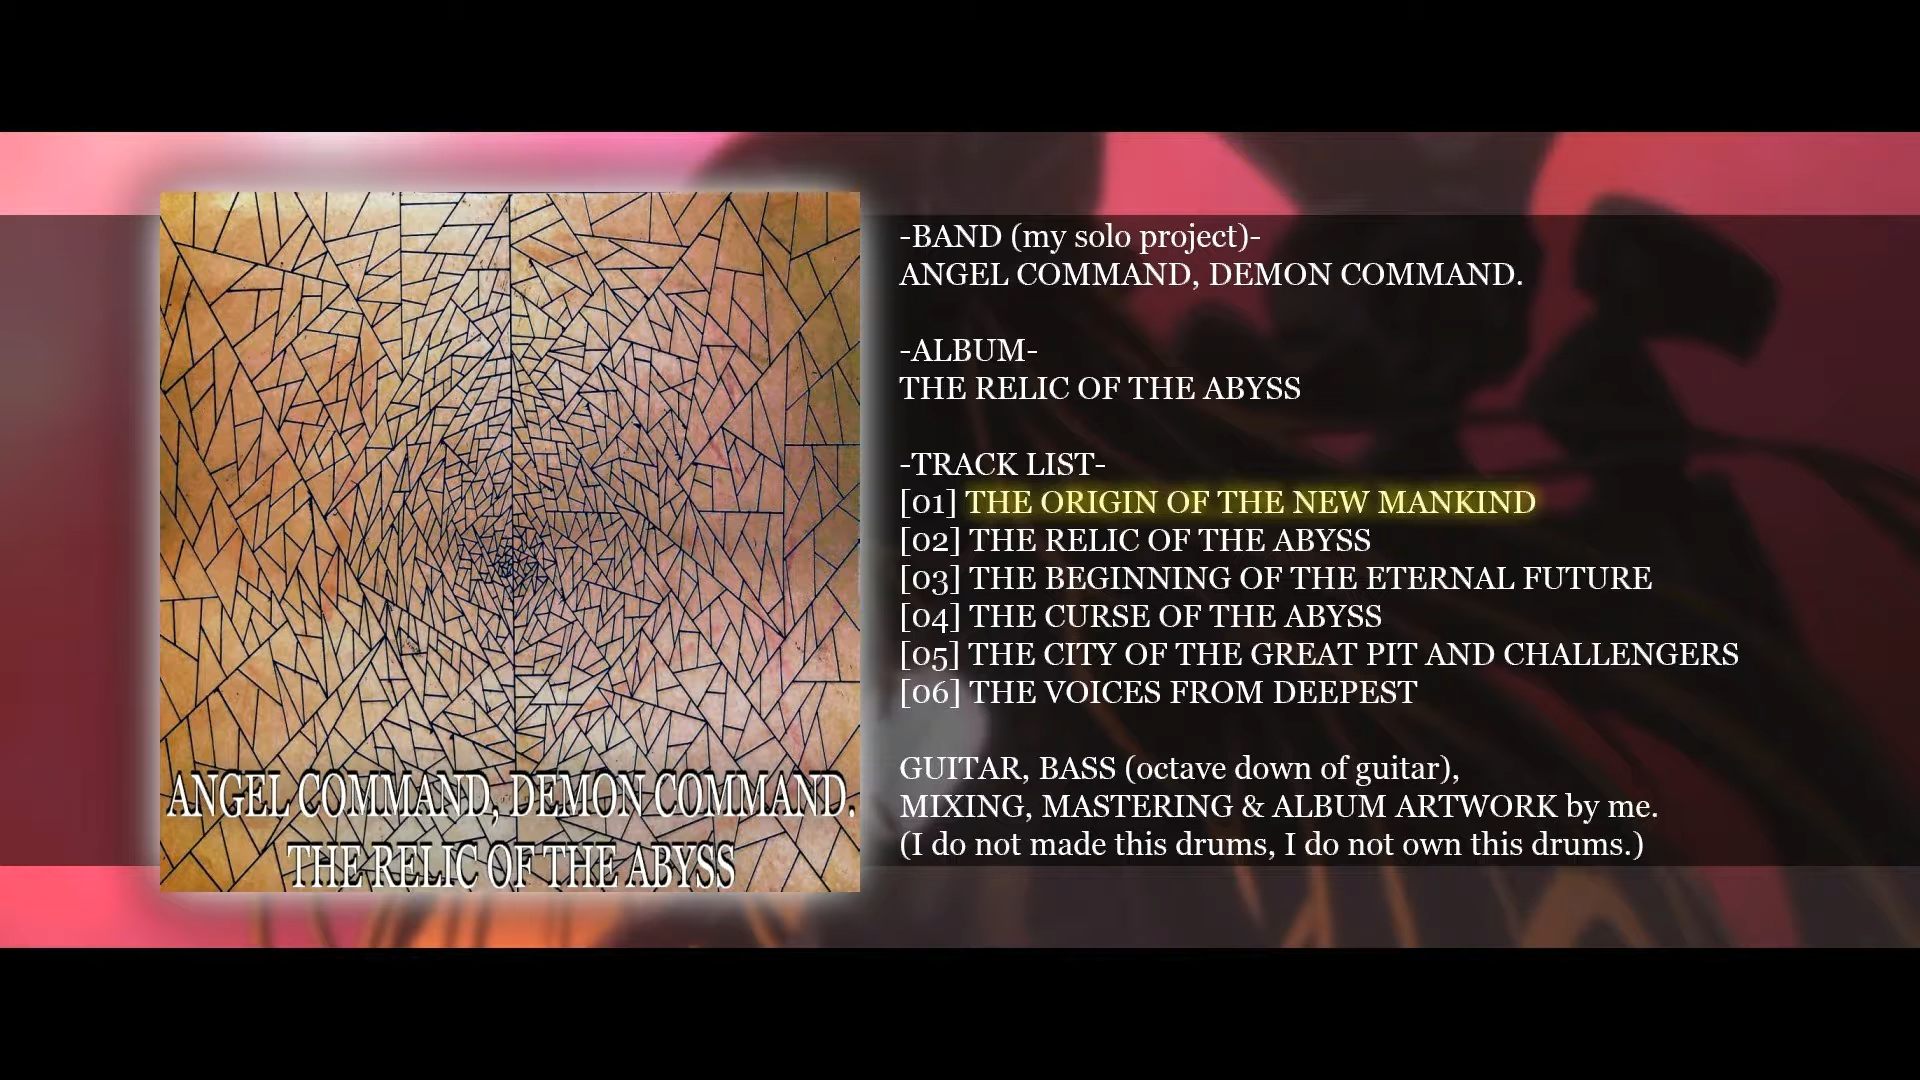 -BAND (my solo project)-
ANGEL COMMAND, DEMON COMMAND.
-ALBUM-
THE RELIC OF THE ABYSS
-TRACK LIST-
[01] THE ORIGIN OF THE NEW MANKIND
[02] THE RELIC OF THE ABYSS
[03] THE BEGINNING OF THE ETERNAL FUTURE
[04] THE CURSE OF THE ABYSS
[05] THE CITY OF THE GREAT PIT AND CHALLENGERS
[06] THE VOICES FROM DEEPEST
GUITAR, BASS (octave down of guitar),
MIXING, MASTERING & ALBUM ARTWORK by me.
(I do not made this drums, I do not own this drums.)
ANGEL COMMAND, DEMON COMMAND.
THE RELIC OF THE ABYSS